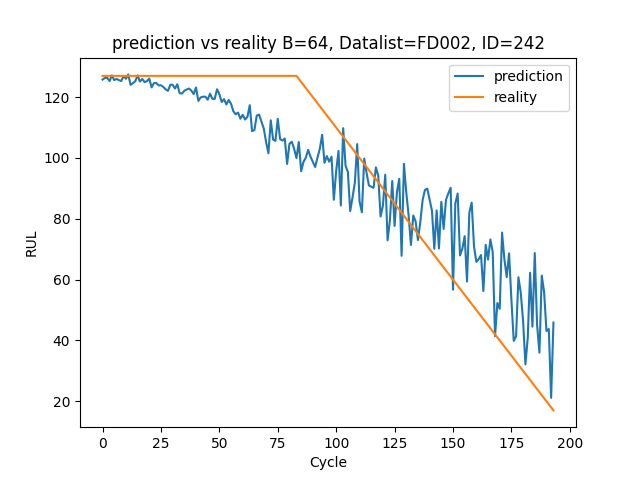 prediction vs reality B=64, Datalist=FD002, ID=242
prediction
reality
RUL
120
100
80
60
40
20
0 25 50 75 100 125 150 175 200
Cycle